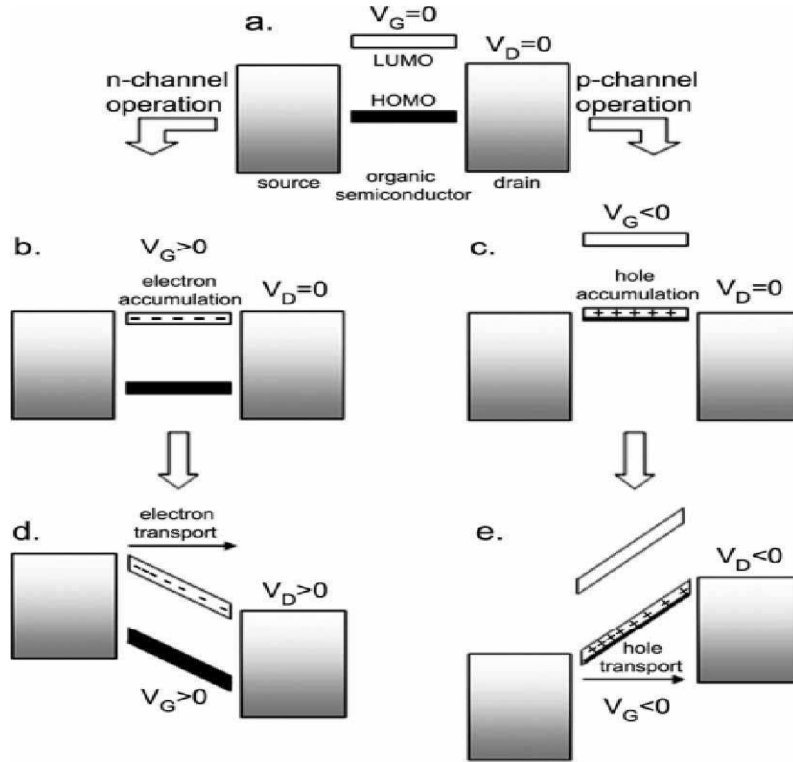 a.
V_G=0
V_D=0
LUMO
HOMO
n-channel
operation
p-channel
operation
source
organic
semiconductor
drain
b.
V_G>0
electron
accumulation
V_D=0
c.
V_G<0
hole
accumulation
V_D=0
- - - - -
+ + + + +
d.
electron
transport
V_D>0
V_G>0
e.
V_D<0
hole
transport
V_G<0